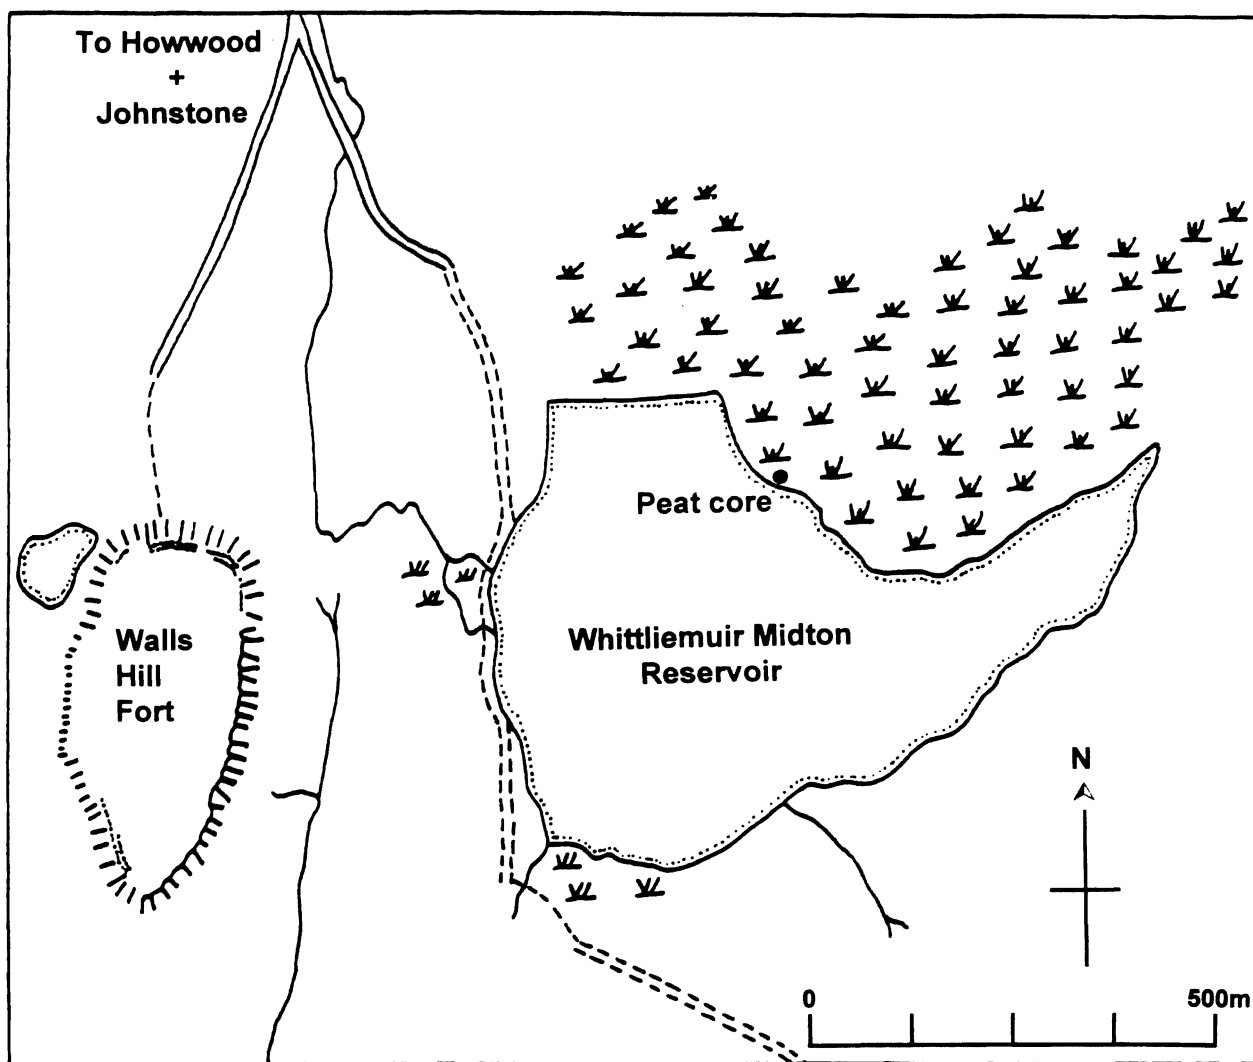 To Howwood
+
Johnstone
Peat core
Walls
Hill
Fort
Whittliemuir Midton
Reservoir
N
0
500m